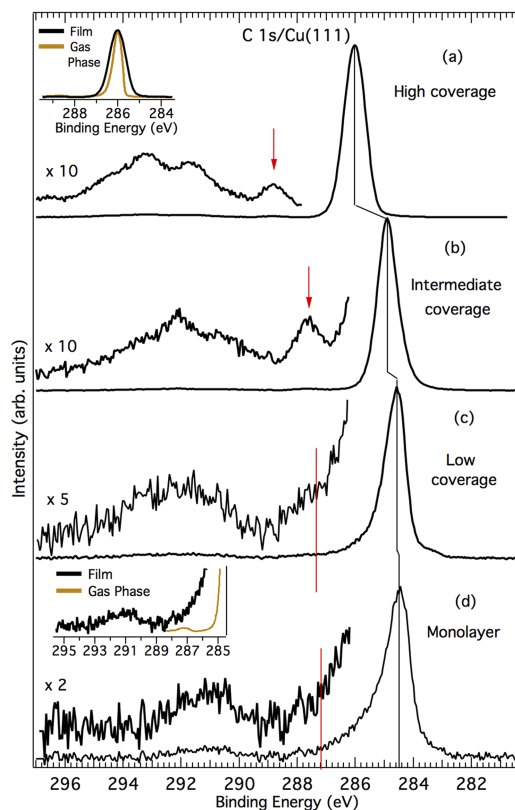 C 1s/Cu(111)
Film
Gas
Phase
288 286 284
Binding Energy (eV)
(a)
High coverage
x 10
(b)
Intermediate
coverage
x 10
Intensity (arb. units)
(c)
Low
coverage
x 5
Film
Gas Phase
295 293 291 289 287 285
(d)
Monolayer
x 2
296 294 292 290 288 286 284 282
Binding Energy (eV)